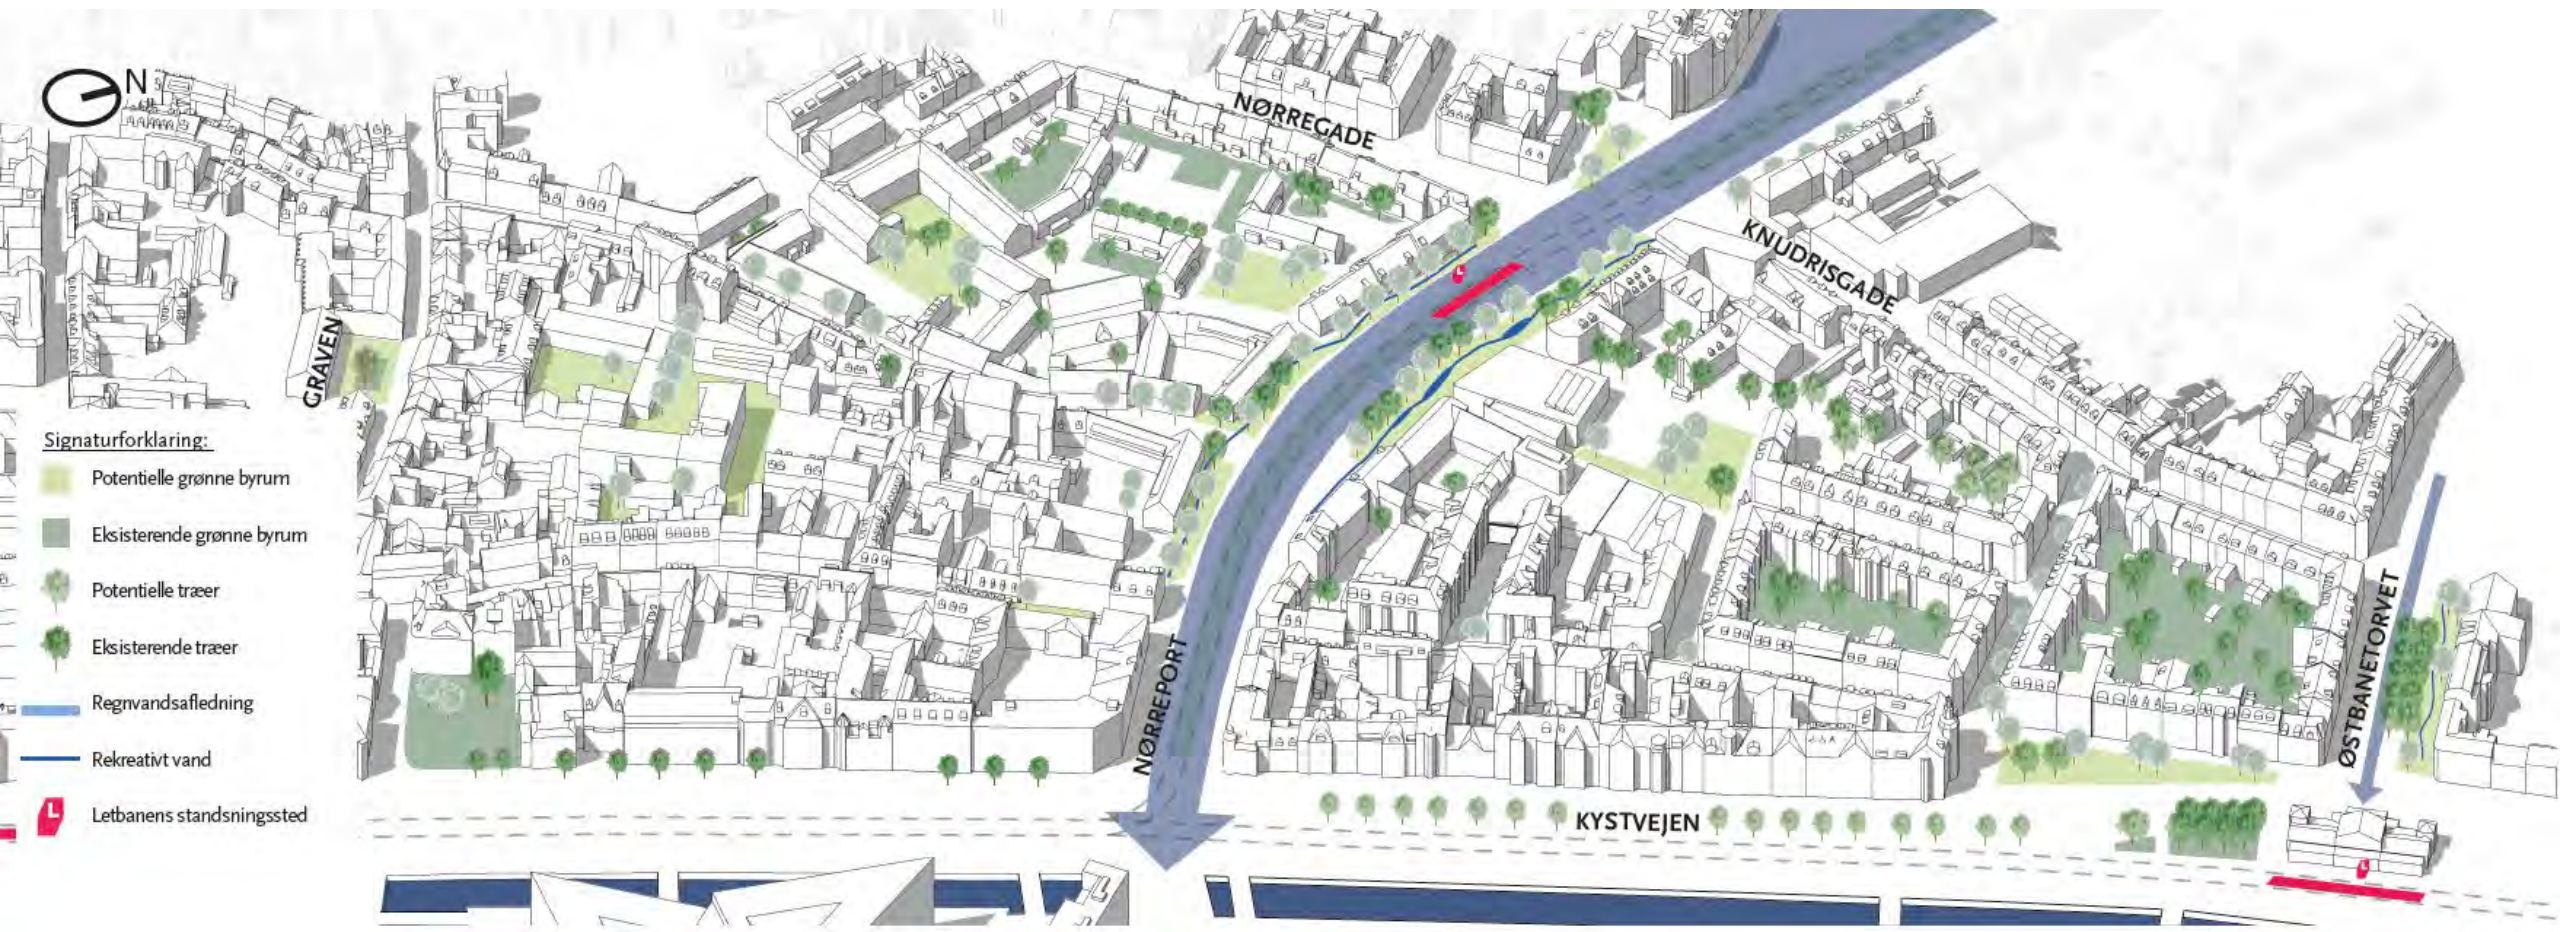 N
NØRREGADE
KNUDRISGADE
GRAVEN
Signaturforklaring:
Potentielle grønne byrum
Eksisterende grønne byrum
Potentielle træer
Eksisterende træer
Regnvandsafledning
Rekreativt vand
L
Letbanens standsningssted
L
NØRREPORT
ØSTBANETORVET
KYSTVEJEN
L